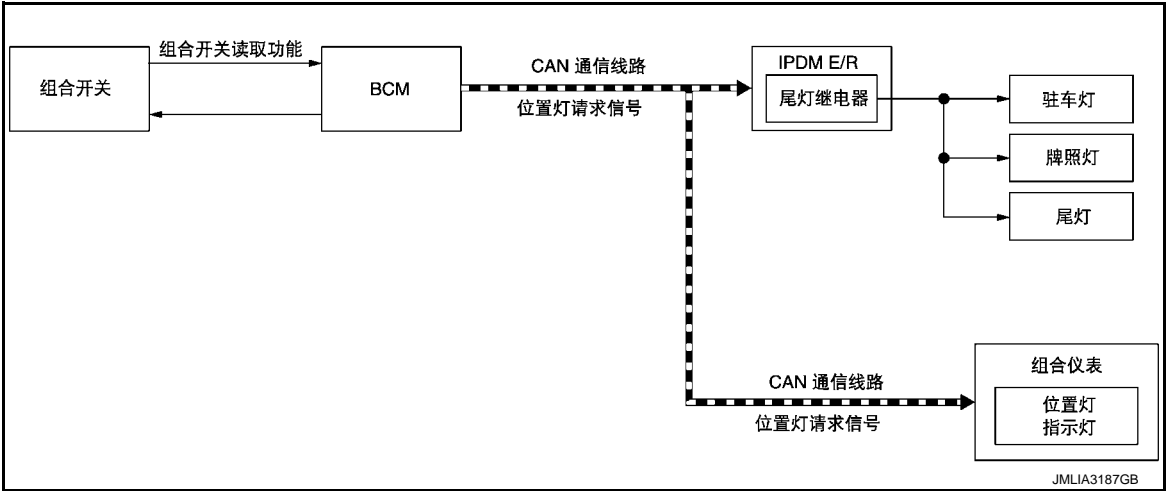 组合开关读取功能
组合开关
BCM
CAN 通信线路
位置灯请求信号
IPDM E/R
尾灯继电器
驻车灯
牌照灯
尾灯
CAN 通信线路
位置灯请求信号
组合仪表
位置灯
指示灯
JMLIA3187GB